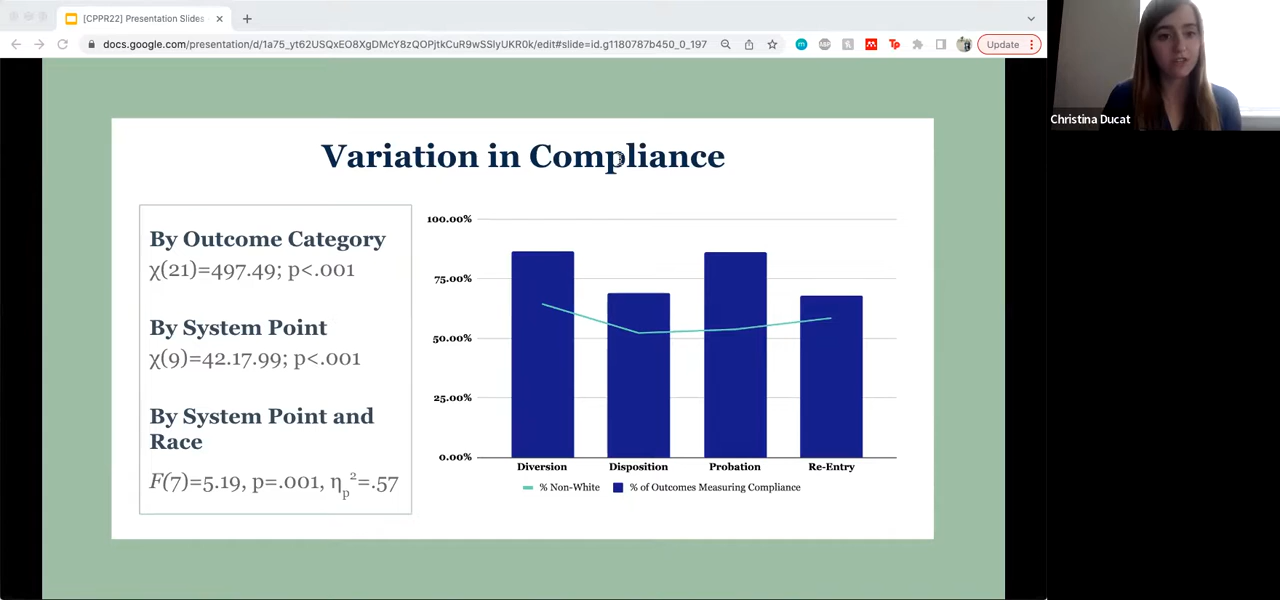 [CPPR22] Presentation Slides
docs.google.com/presentation/d/1a75_yt62USQxEO8XgDMcY8zQOPjtkCuR9wSSIyUKR0k/edit#slide=id.g1180787b450_0_197
ABP
Tp
Update
Christina Ducat
Variation in Compliance
By Outcome Category
χ(21)=497.49; p<.001
By System Point
χ(9)=42.17.99; p<.001
By System Point and
Race
F(7)=5.19, p=.001, ηp²=.57
100.00%
75.00%
50.00%
25.00%
0.00%
Diversion Disposition Probation Re-Entry
% Non-White % of Outcomes Measuring Compliance